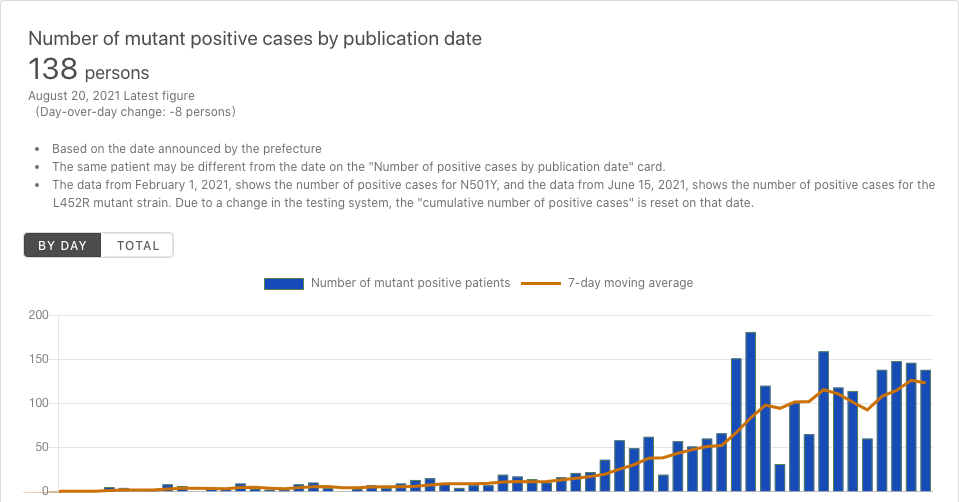 Number of mutant positive cases by publication date
138 persons
August 20, 2021 Latest figure
(Day-over-day change: -8 persons)
• Based on the date announced by the prefecture
• The same patient may be different from the date on the "Number of positive cases by publication date" card.
• The data from February 1, 2021, shows the number of positive cases for N501Y, and the data from June 15, 2021, shows the number of positive cases for the
L452R mutant strain. Due to a change in the testing system, the "cumulative number of positive cases" is reset on that date.
BY DAY TOTAL
Number of mutant positive patients 7-day moving average
200
150
100
50
0